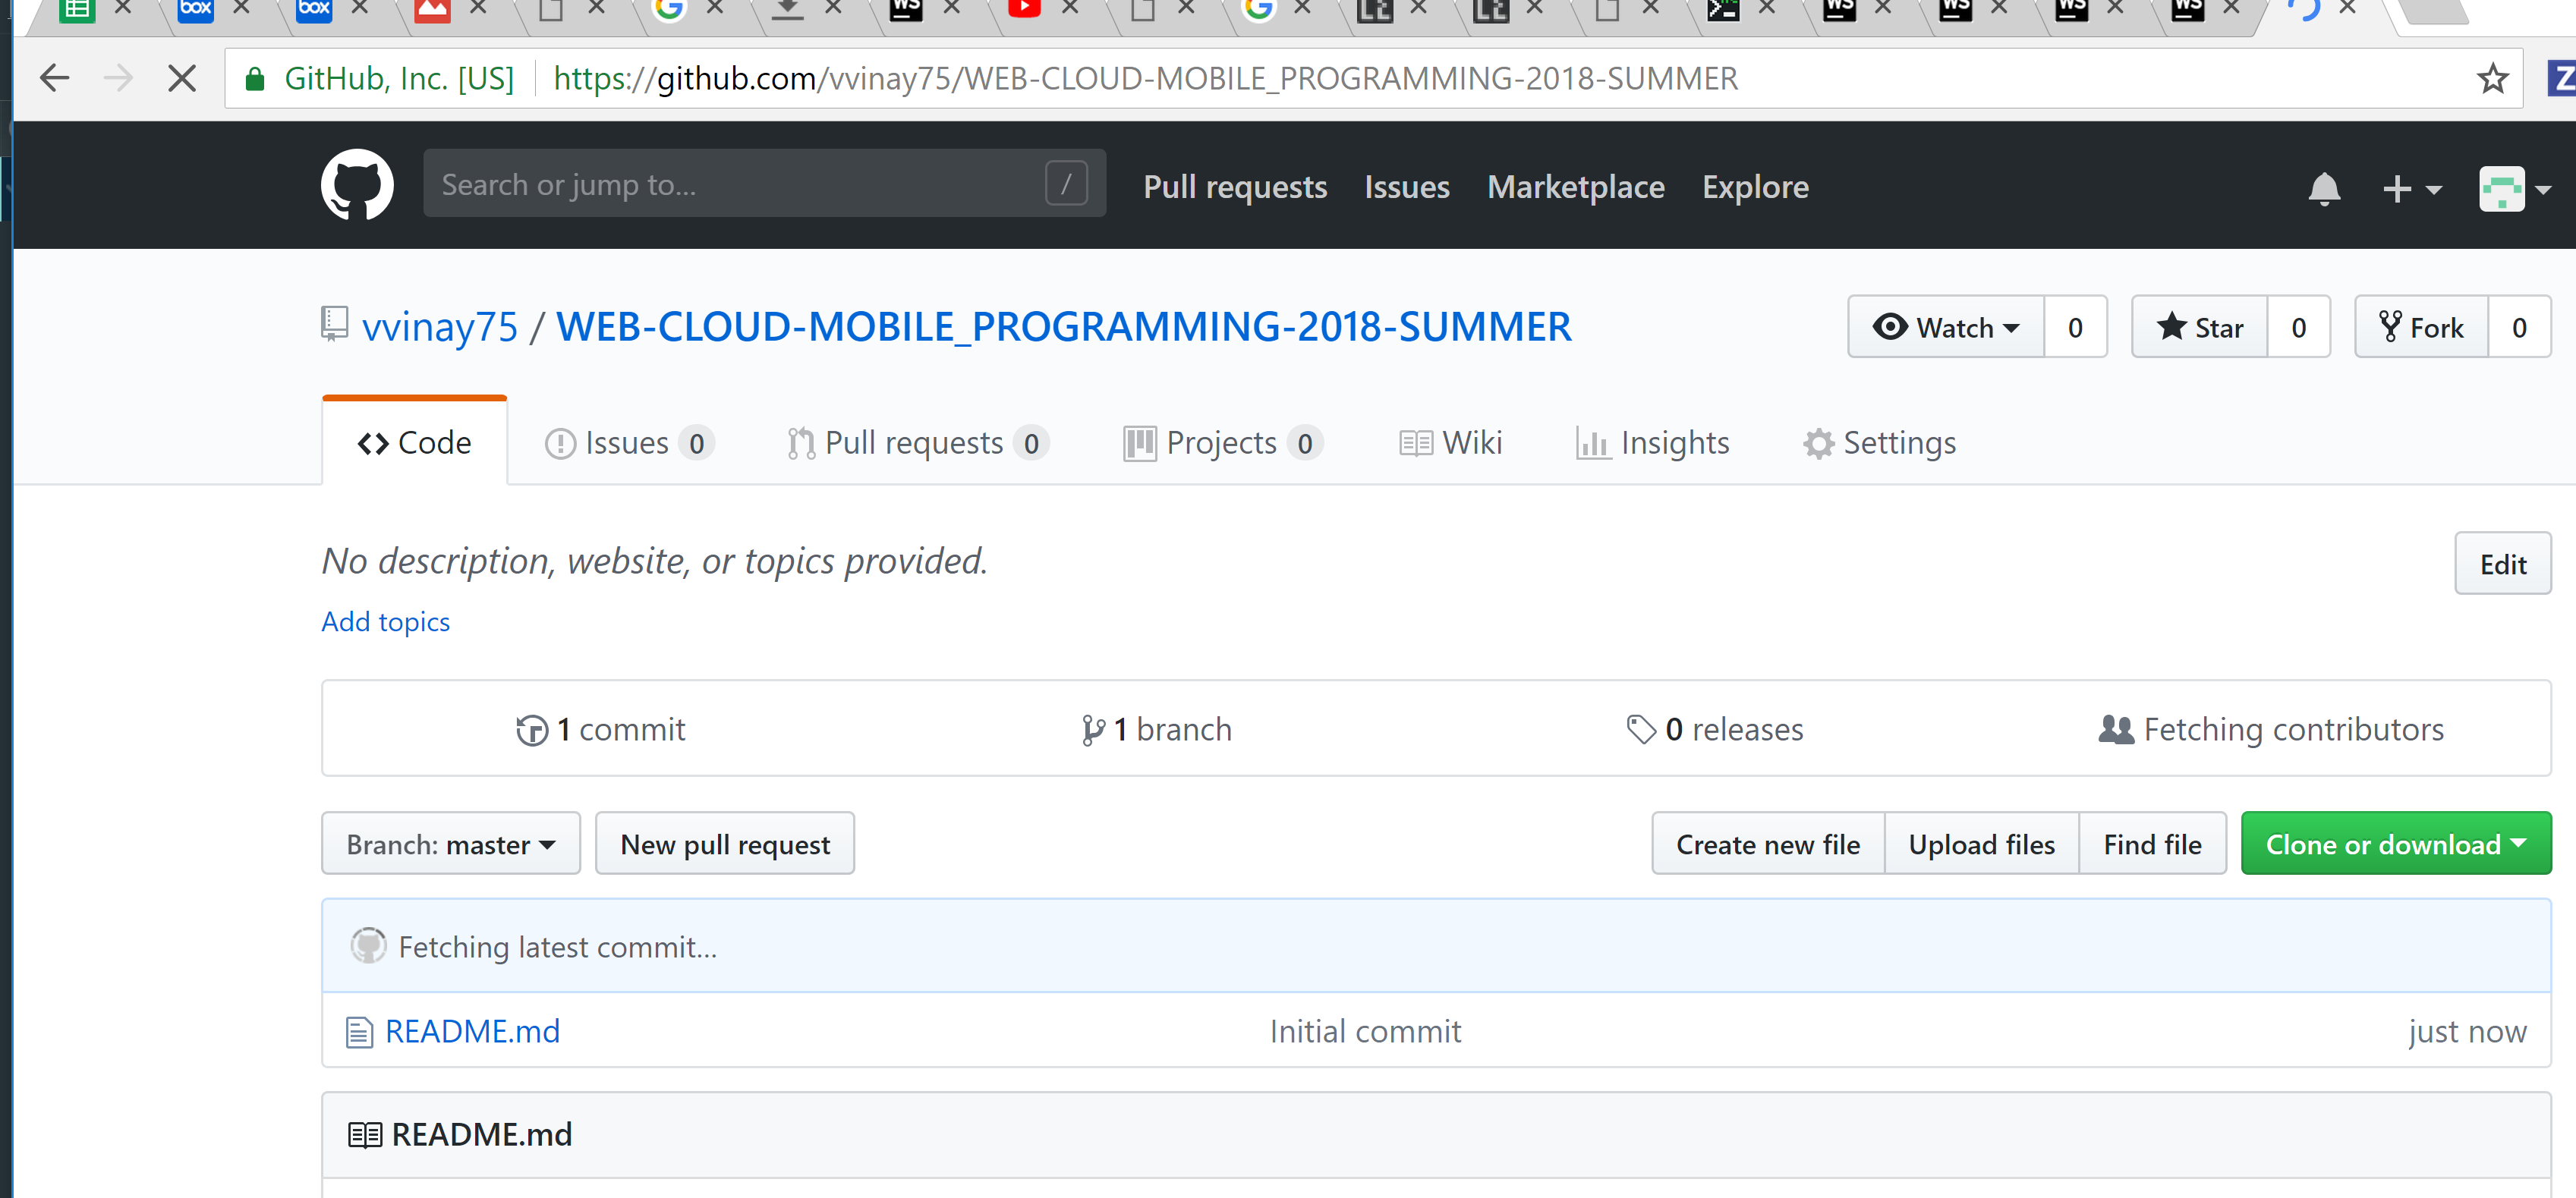 box box WS WS WS WS WS
GitHub, Inc. [US] https://github.com/vvinay75/WEB-CLOUD-MOBILE_PROGRAMMING-2018-SUMMER Z
Search or jump to... / Pull requests Issues Marketplace Explore
vvinay75 / WEB-CLOUD-MOBILE_PROGRAMMING-2018-SUMMER Watch 0 Star 0 Fork 0
Code Issues 0 Pull requests 0 Projects 0 Wiki Insights Settings
No description, website, or topics provided. Edit
Add topics
1 commit 1 branch 0 releases Fetching contributors
Branch: master New pull request Create new file Upload files Find file Clone or download
Fetching latest commit...
README.md Initial commit just now
README.md